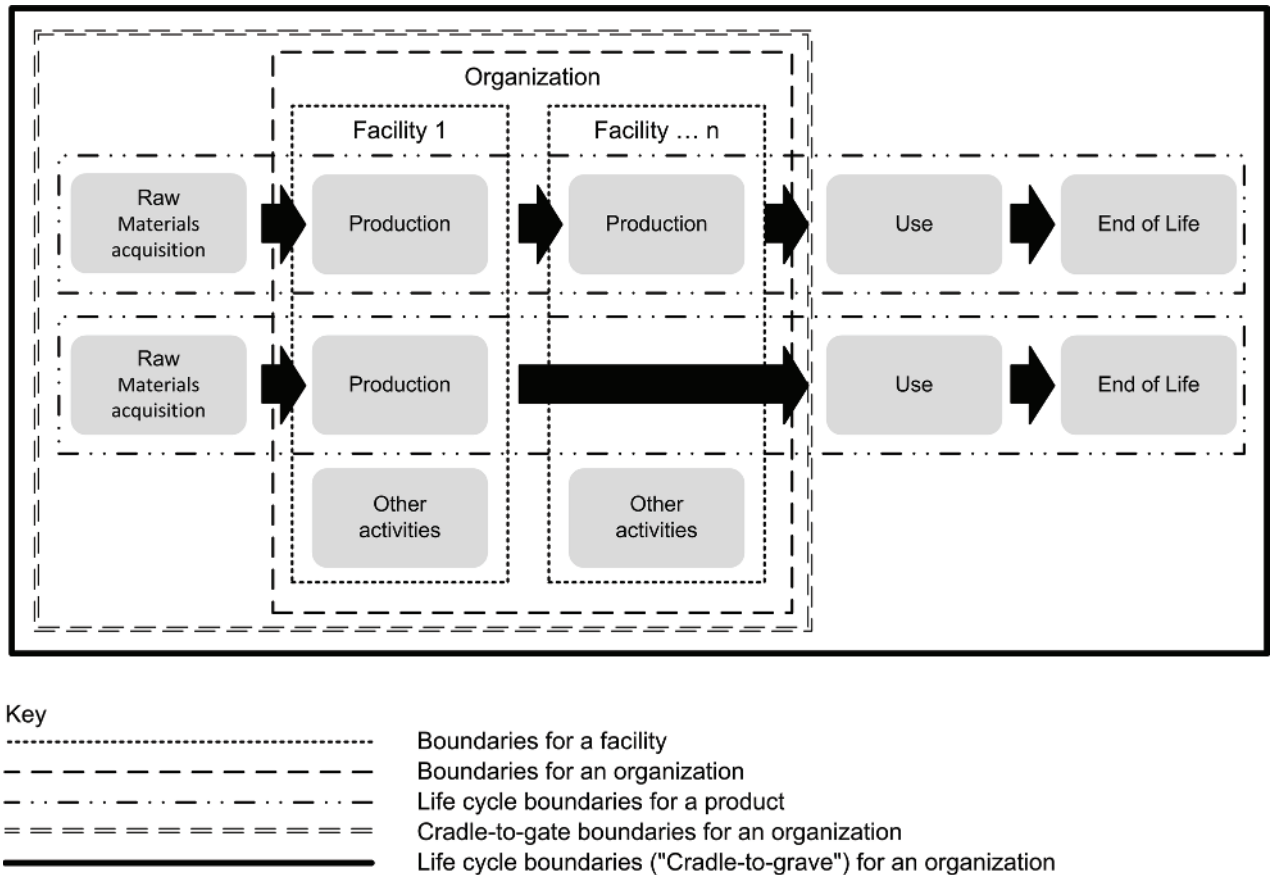 Organization
Facility 1
Facility ... n
Raw
Materials
acquisition
Production
Production
Use
End of Life
Raw
Materials
acquisition
Production
Use
End of Life
Other
activities
Other
activities
Key
Boundaries for a facility
Boundaries for an organization
Life cycle boundaries for a product
Cradle-to-gate boundaries for an organization
Life cycle boundaries ("Cradle-to-grave") for an organization